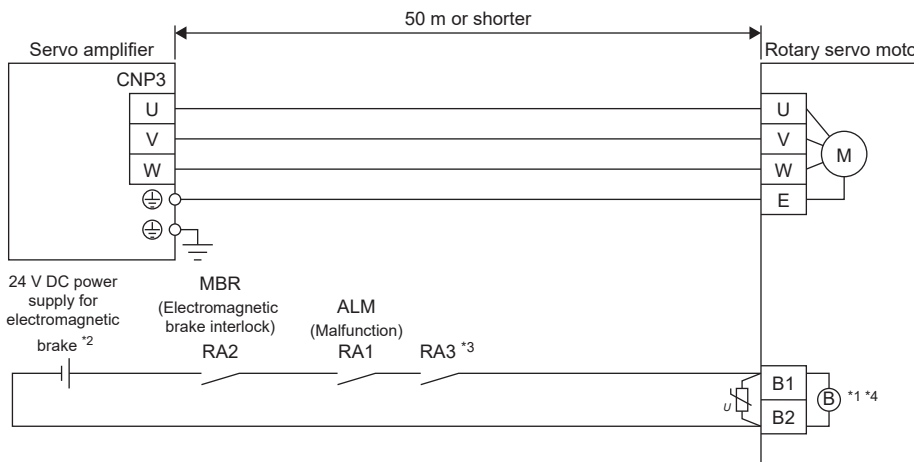 50 m or shorter
Servo amplifier
Rotary servo moto
CNP3
U
V
W
U
V
W
E
M
24 V DC power
supply for
electromagnetic
brake *2
MBR
(Electromagnetic
brake interlock)
RA2
ALM
(Malfunction)
RA1
RA3 *3
U
B1
B2
B
*1 *4